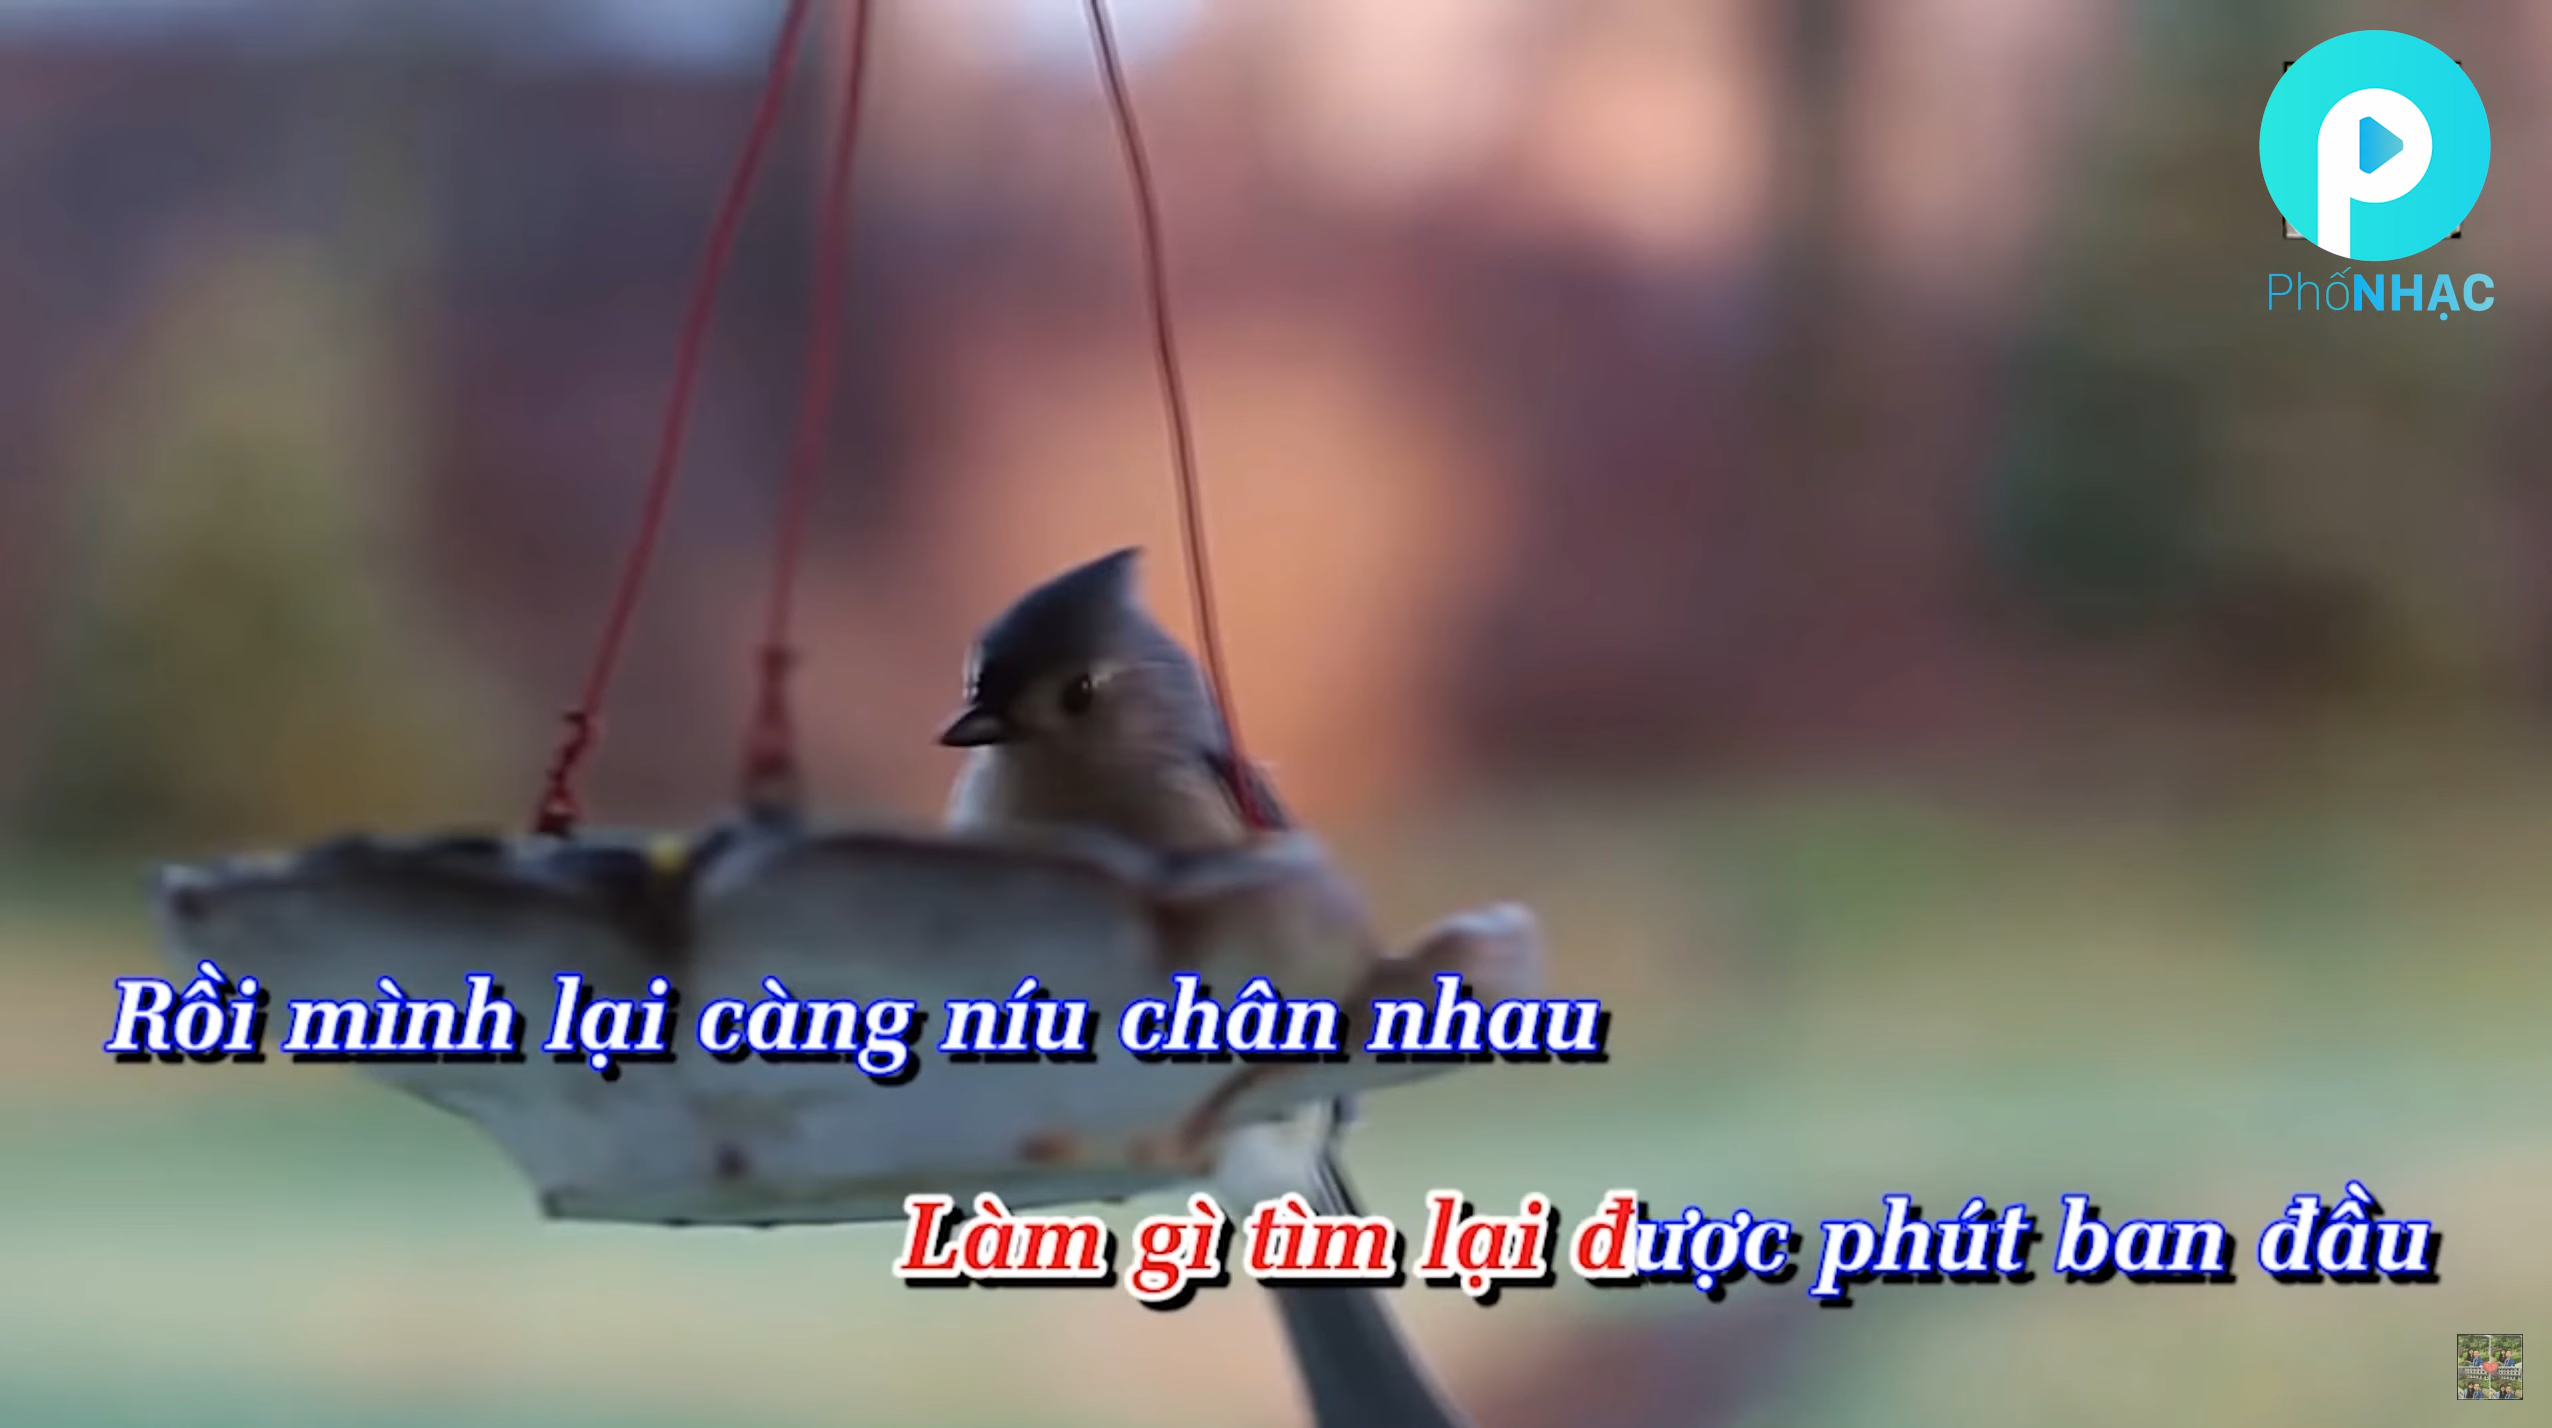 PhốNHẠC
Rồi mình lại càng níu chân nhau
Làm gì tìm lại được phút ban đầu